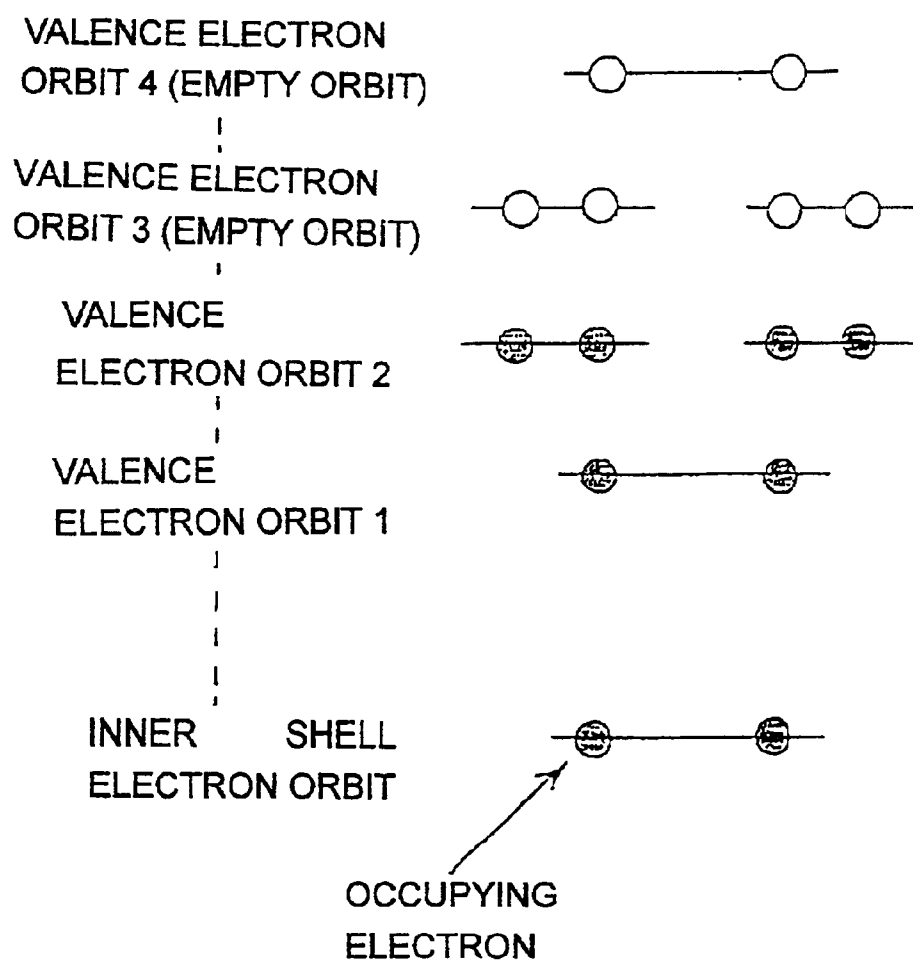 VALENCE ELECTRON
ORBIT 4 (EMPTY ORBIT)
VALENCE ELECTRON
ORBIT 3 (EMPTY ORBIT)
VALENCE
ELECTRON ORBIT 2
VALENCE
ELECTRON ORBIT 1
INNER SHELL
ELECTRON ORBIT
OCCUPYING
ELECTRON